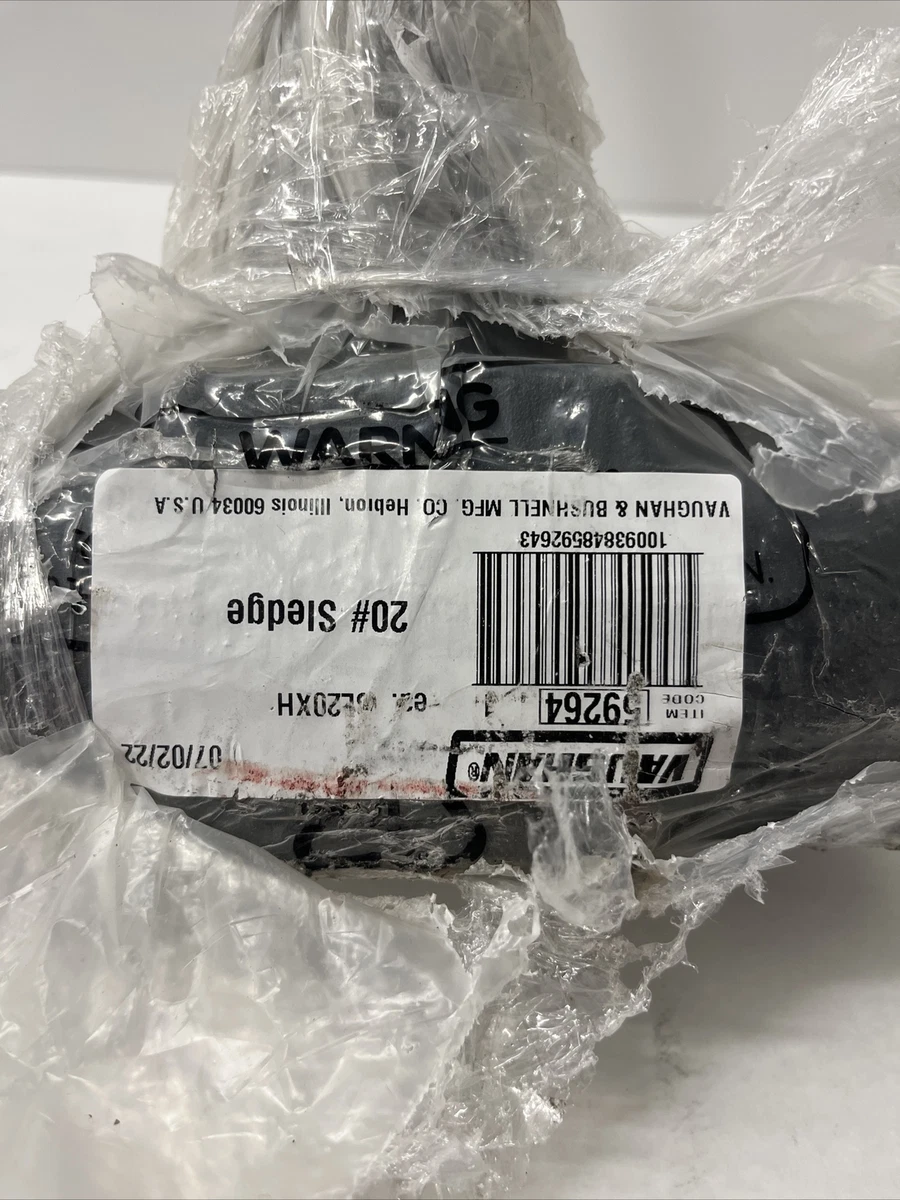 VAUGHAN®
07/02/22
ITEM CODE 59264
20# Sledge
10093848592643
VAUGHAN & BUSHNELL MFG. CO. Hebron, Illinois 60034 U.S.A
WARNING